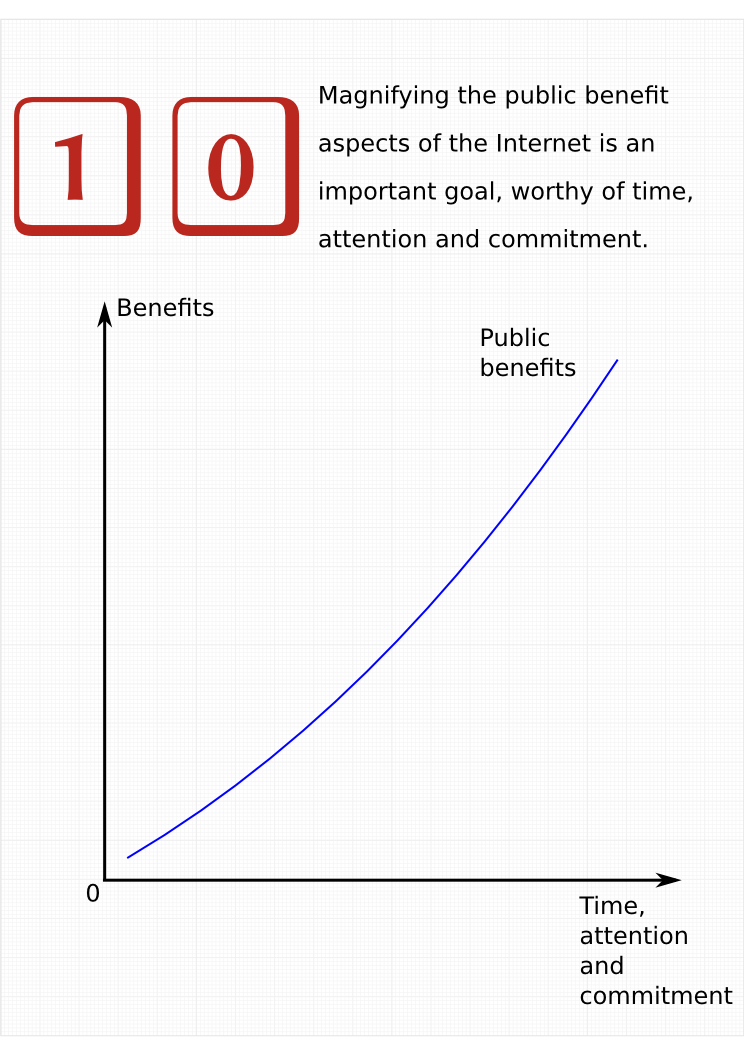 1 0
Magnifying the public benefit
aspects of the Internet is an
important goal, worthy of time,
attention and commitment.
Benefits
Public
benefits
0
Time,
attention
and
commitment